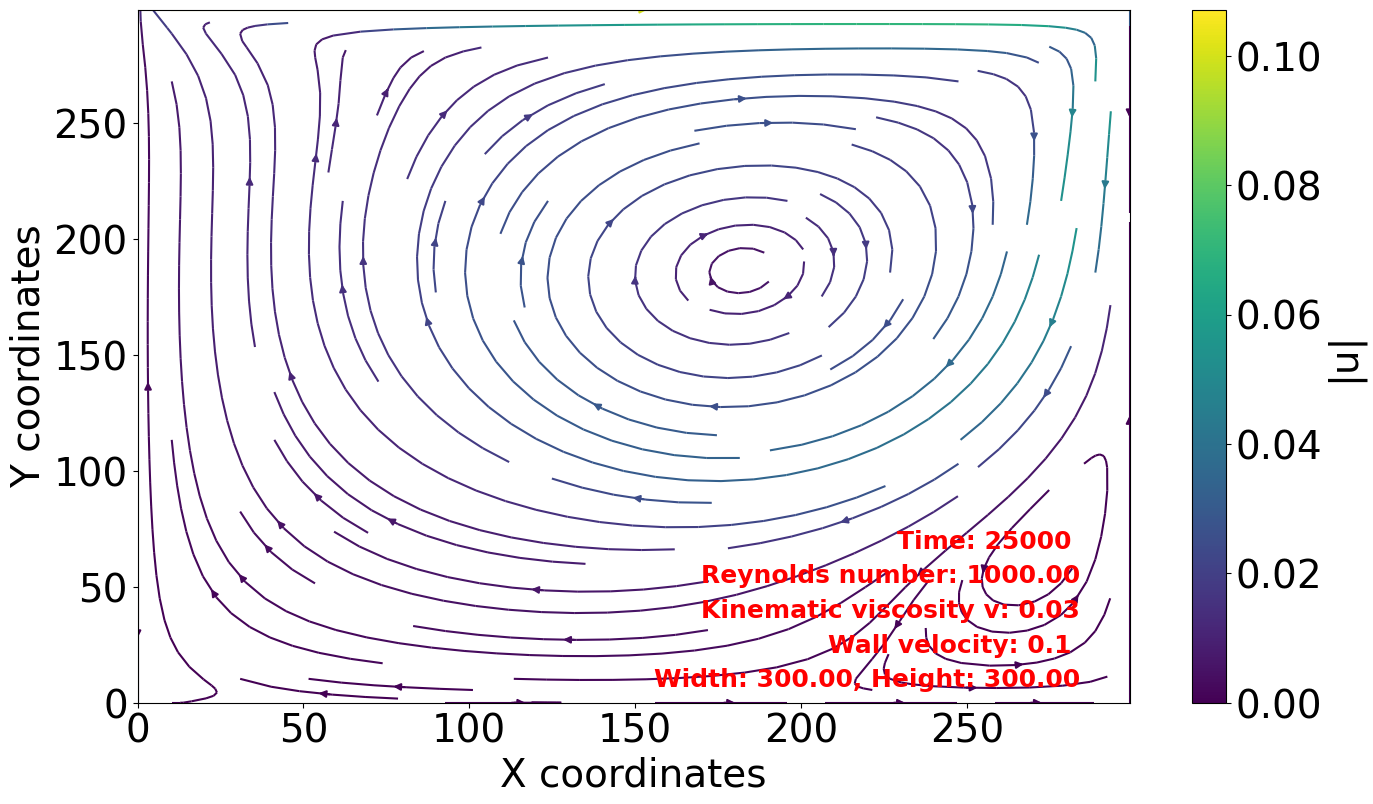 250
200
150
100
50
0
Y coordinates
0 50 100 150 200 250
X coordinates
Time: 25000
Reynolds number: 1000.00
Kinematic viscosity v: 0.03
Wall velocity: 0.1
Width: 300.00, Height: 300.00
0.10
0.08
0.06
0.04
0.02
0.00
|u|